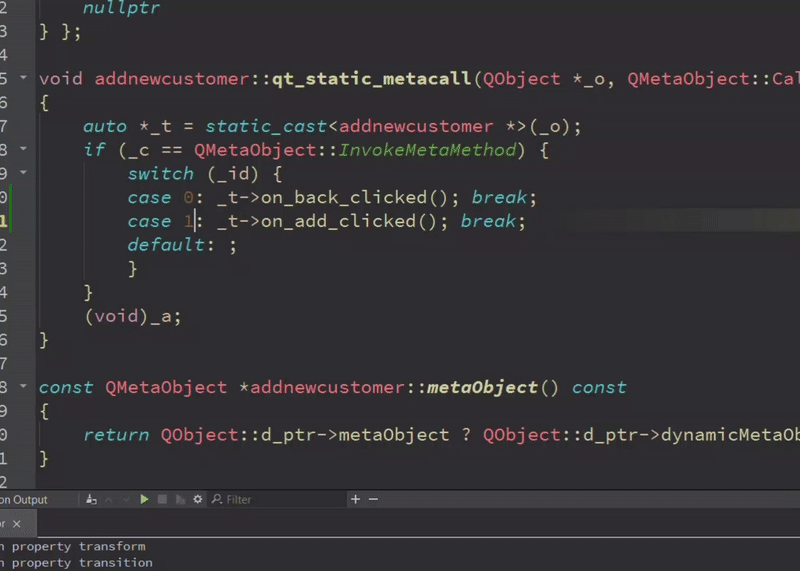 2 nullptr
3 } };
4
5 void addnewcustomer::qt_static_metacall(QObject *_o, QMetaObject::Cal
6 {
7 auto *_t = static_cast<addnewcustomer *>(_o);
8 if (_c == QMetaObject::InvokeMetaMethod) {
9 switch (_id) {
0 case 0: _t->on_back_clicked(); break;
1 case 1: _t->on_add_clicked(); break;
2 default: ;
3 }
4 }
5 (void)_a;
6 }
7
8 const QMetaObject *addnewcustomer::metaObject() const
9 {
0 return QObject::d_ptr->metaObject ? QObject::d_ptr->dynamicMetaOb
1 }
2
on Output Filter + −
or ×
n property transform
n property transition